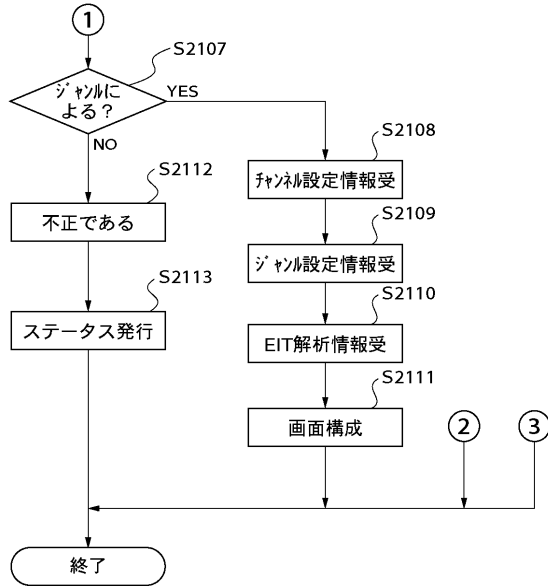 1
S2107
ｼﾞｬﾝﾙに
よる？
YES
NO
S2108
ﾁｬﾝﾈﾙ設定情報受
S2112
不正である
S2109
ｼﾞｬﾝﾙ設定情報受
S2113
ステータス発行
S2110
EIT解析情報受
S2111
画面構成
2
3
終了